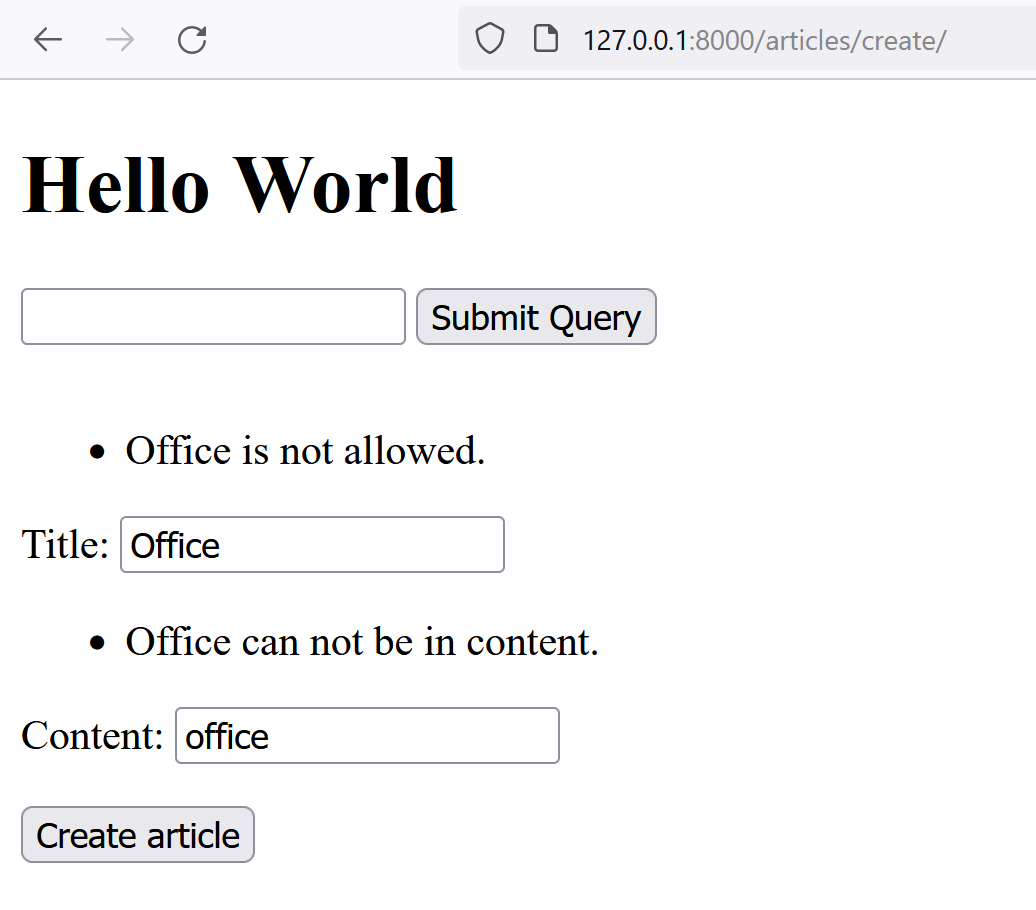 127.0.0.1:8000/articles/create/
Hello World
Submit Query
• Office is not allowed.
Title: Office
• Office can not be in content.
Content: office
Create article